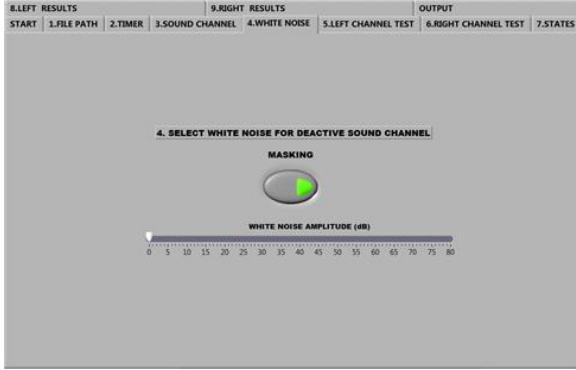 8.LEFT RESULTS 9.RIGHT RESULTS OUTPUT
START 1.FILE PATH 2.TIMER 3.SOUND CHANNEL 4.WHITE NOISE 5.LEFT CHANNEL TEST 6.RIGHT CHANNEL TEST 7.STATES
4. SELECT WHITE NOISE FOR DEACTIVE SOUND CHANNEL
MASKING
WHITE NOISE AMPLITUDE (dB)
0 5 10 15 20 25 30 35 40 45 50 55 60 65 70 75 80